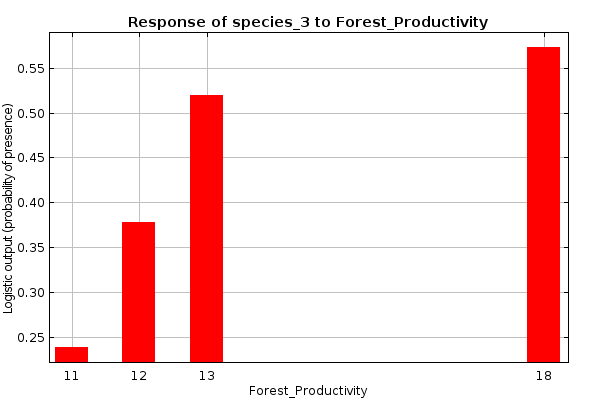 Response of species_3 to Forest_Productivity
Logistic output (probability of presence)
0.55
0.50
0.45
0.40
0.35
0.30
0.25
11 12 13 18
Forest_Productivity